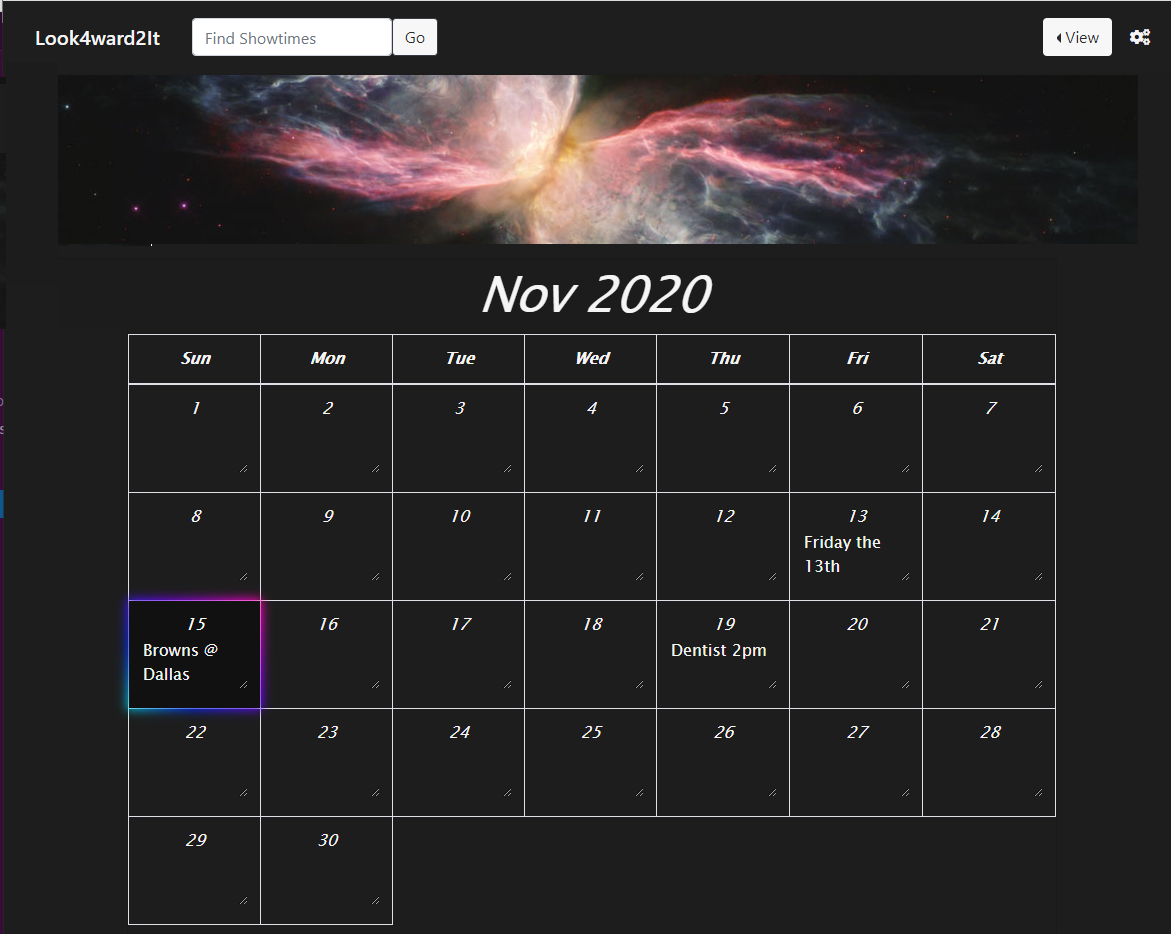 Look4ward2It Find Showtimes Go View
Nov 2020
Sun Mon Tue Wed Thu Fri Sat
1 2 3 4 5 6 7
8 9 10 11 12 13 14
Friday the
13th
15 16 17 18 19 20 21
Browns @ Dentist 2pm
Dallas
22 23 24 25 26 27 28
29 30